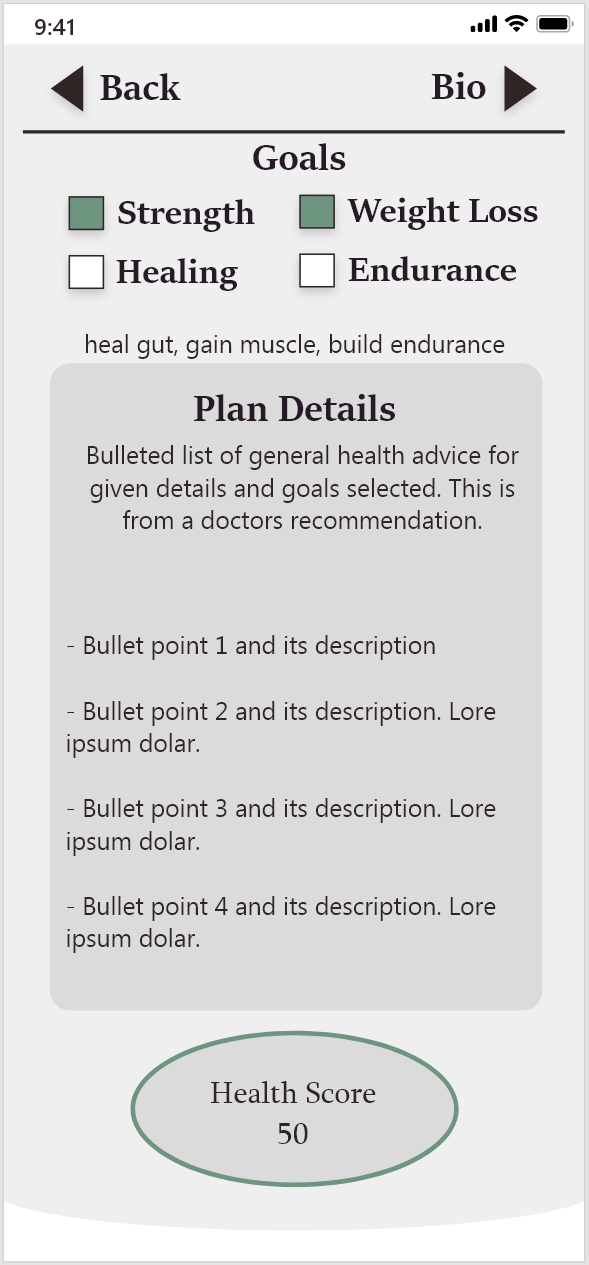 9:41
Back
Bio
Goals
Strength
Weight Loss
Healing
Endurance
heal gut, gain muscle, build endurance
Plan Details
Bulleted list of general health advice for
given details and goals selected. This is
from a doctors recommendation.
- Bullet point 1 and its description
- Bullet point 2 and its description. Lore
ipsum dolar.
- Bullet point 3 and its description. Lore
ipsum dolar.
- Bullet point 4 and its description. Lore
ipsum dolar.
Health Score
50